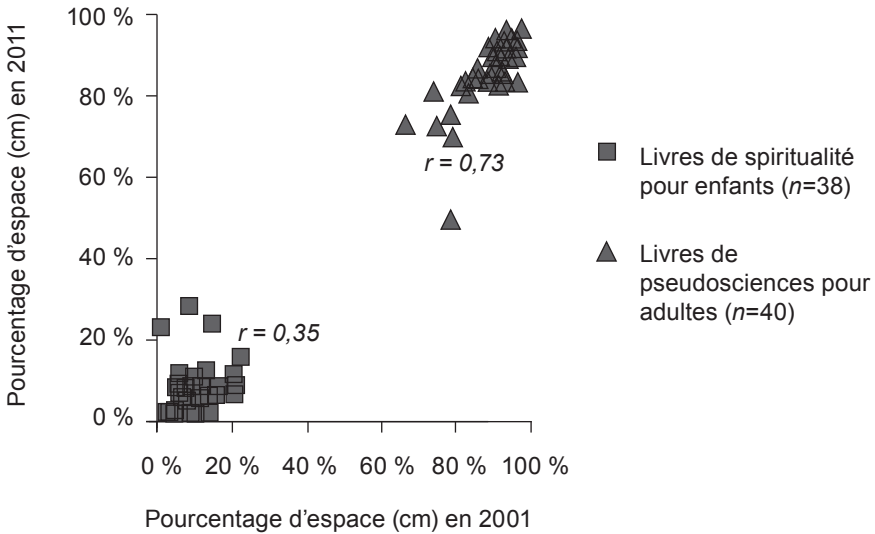 Pourcentage d'espace (cm) en 2011
100 %
80 %
60 %
40 %
20 %
0 %
r = 0,73
r = 0,35
0 % 20 % 40 % 60 % 80 % 100 %
Pourcentage d'espace (cm) en 2001
Livres de spiritualité
pour enfants (n=38)
Livres de
pseudosciences pour
adultes (n=40)